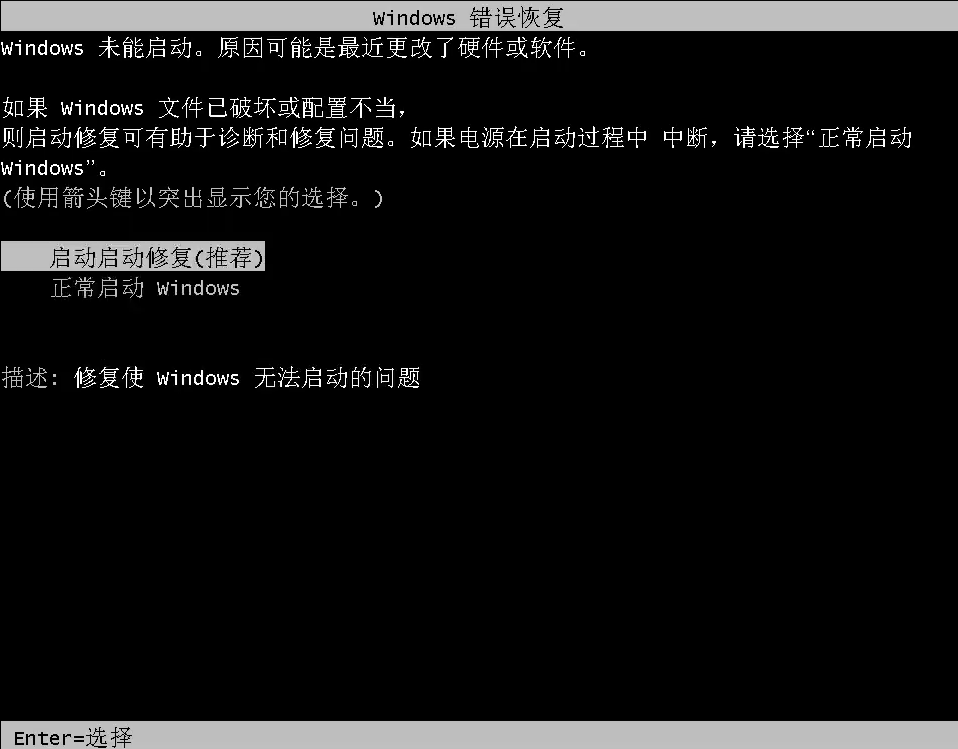 Windows 错误恢复
Windows 未能启动。原因可能是最近更改了硬件或软件。
如果 Windows 文件已破坏或配置不当，
则启动修复可有助于诊断和修复问题。如果电源在启动过程中 中断，请选择“正常启动
Windows”。
(使用箭头键以突出显示您的选择。)
启动启动修复(推荐)
正常启动 Windows
描述: 修复使 Windows 无法启动的问题
Enter=选择